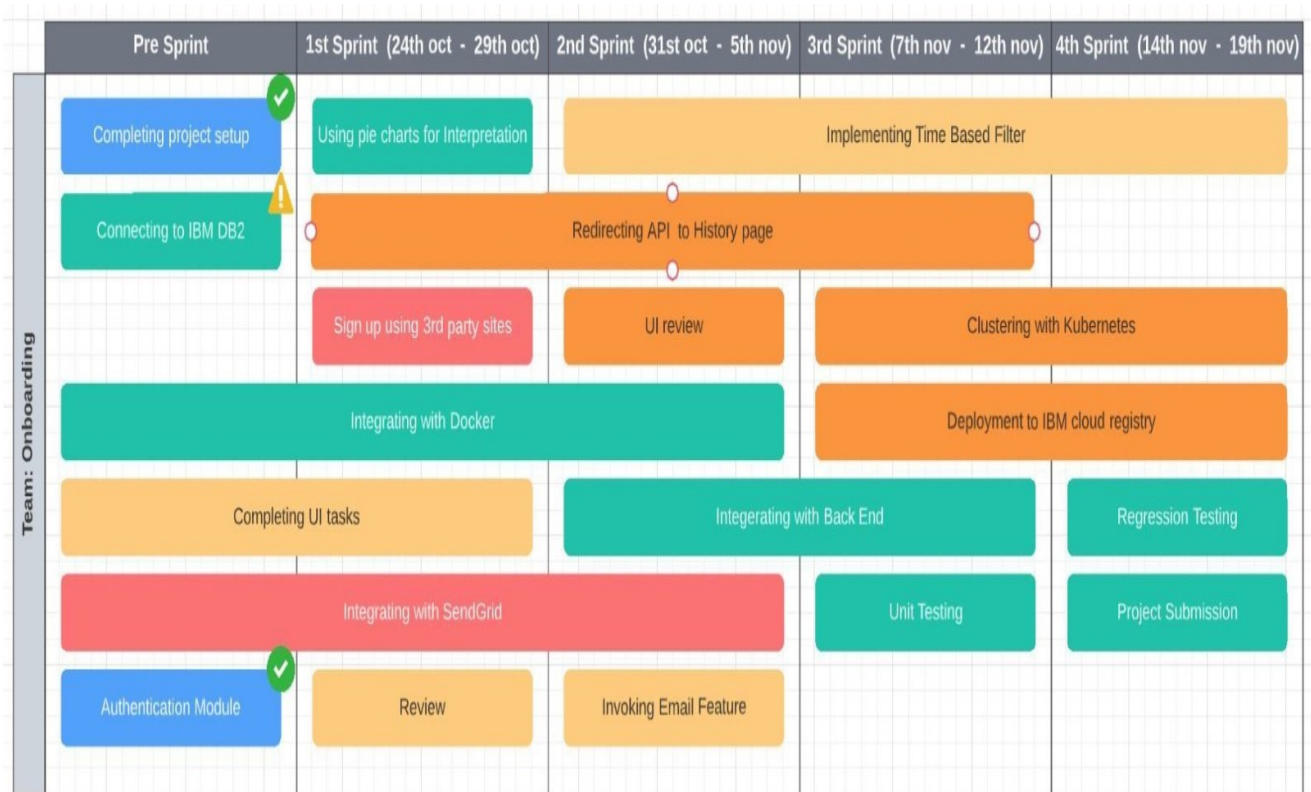 Pre Sprint
1st Sprint (24th oct - 29th oct)
2nd Sprint (31st oct - 5th nov)
3rd Sprint (7th nov - 12th nov)
4th Sprint (14th nov - 19th nov)
Team: Onboarding
Completing project setup
Using pie charts for Interpretation
Implementing Time Based Filter
Connecting to IBM DB2
Redirecting API to History page
Sign up using 3rd party sites
UI review
Clustering with Kubernetes
Integrating with Docker
Deployment to IBM cloud registry
Completing UI tasks
Integerating with Back End
Regression Testing
Integrating with SendGrid
Unit Testing
Project Submission
Authentication Module
Review
Invoking Email Feature